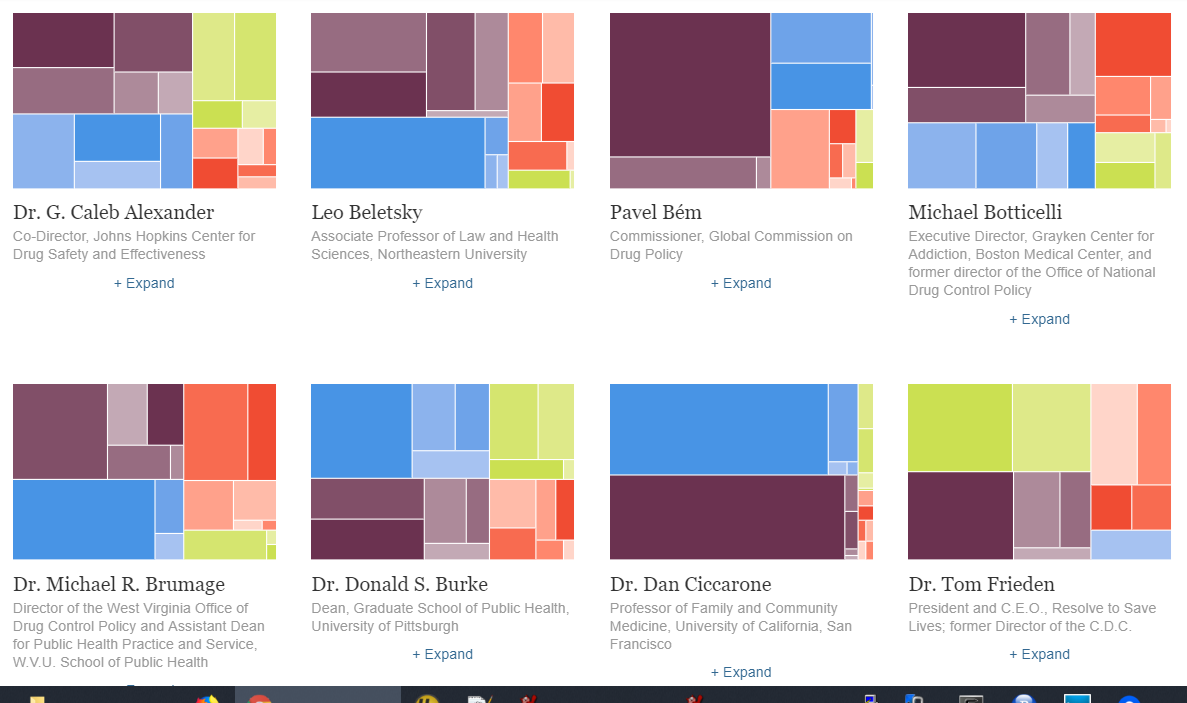 Dr. G. Caleb Alexander
Co-Director, Johns Hopkins Center for
Drug Safety and Effectiveness
+ Expand
Leo Beletsky
Associate Professor of Law and Health
Sciences, Northeastern University
+ Expand
Pavel Bém
Commissioner, Global Commission on
Drug Policy
+ Expand
Michael Botticelli
Executive Director, Grayken Center for
Addiction, Boston Medical Center, and
former director of the Office of National
Drug Control Policy
+ Expand
Dr. Michael R. Brumage
Director of the West Virginia Office of
Drug Control Policy and Assistant Dean
for Public Health Practice and Service,
W.V.U. School of Public Health
Dr. Donald S. Burke
Dean, Graduate School of Public Health,
University of Pittsburgh
+ Expand
Dr. Dan Ciccarone
Professor of Family and Community
Medicine, University of California, San
Francisco
+ Expand
Dr. Tom Frieden
President and C.E.O., Resolve to Save
Lives; former Director of the C.D.C.
+ Expand